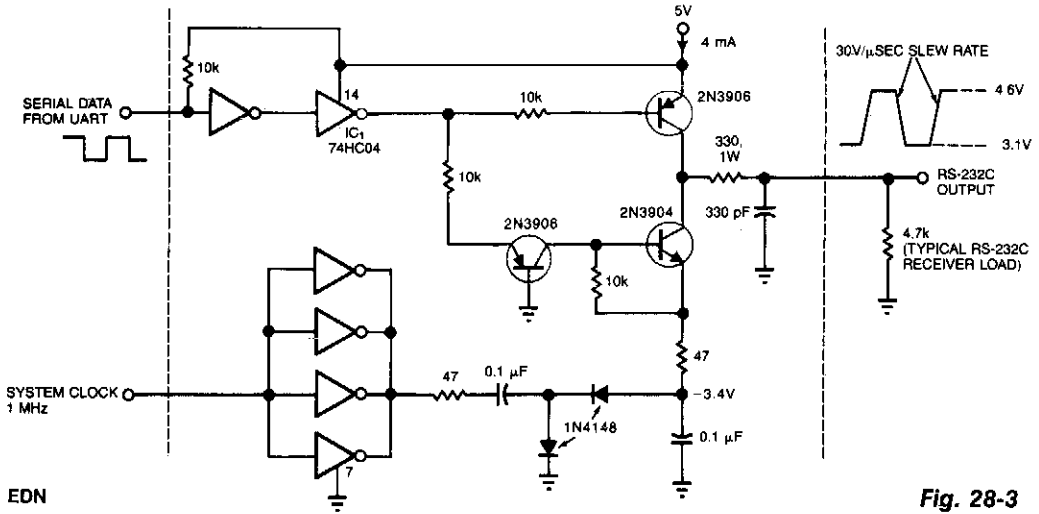 5V
4 mA
30V/μSEC SLEW RATE
10k
14
10k
2N3906
4 6V
SERIAL DATA
FROM UART
IC1
74HC04
330,
1W
3.1V
RS-232C
OUTPUT
10k
2N3904
330 pF
2N3906
4.7k
(TYPICAL RS-232C
RECEIVER LOAD)
10k
47
SYSTEM CLOCK
1 MHz
47
0.1 μF
−3.4V
1N4148
0.1 μF
7
EDN
Fig. 28-3